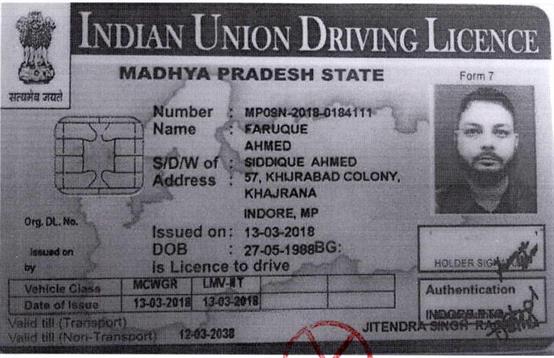 INDIAN UNION DRIVING LICENCE
MADHYA PRADESH STATE
Form 7
सत्यमेव जयते
Number : MP09N-2018-0184111
Name : FARUQUE
AHMED
S/D/W of : SIDDIQUE AHMED
Address : 57, KHIJRABAD COLONY,
KHAJRANA
INDORE, MP
Org. DL. No.
Issued on : 13-03-2018
issued on
DOB : 27-05-1988 BG:
by
is Licence to drive
HOLDER SIGN
Vehicle Class MCWGR LMV-NT
Date of Issue 13-03-2018 13-03-2018
Authentication
INDORE RTO
JITENDRA SINGH
Valid till (Transport)
Valid till (Non-Transport) 12-03-2038